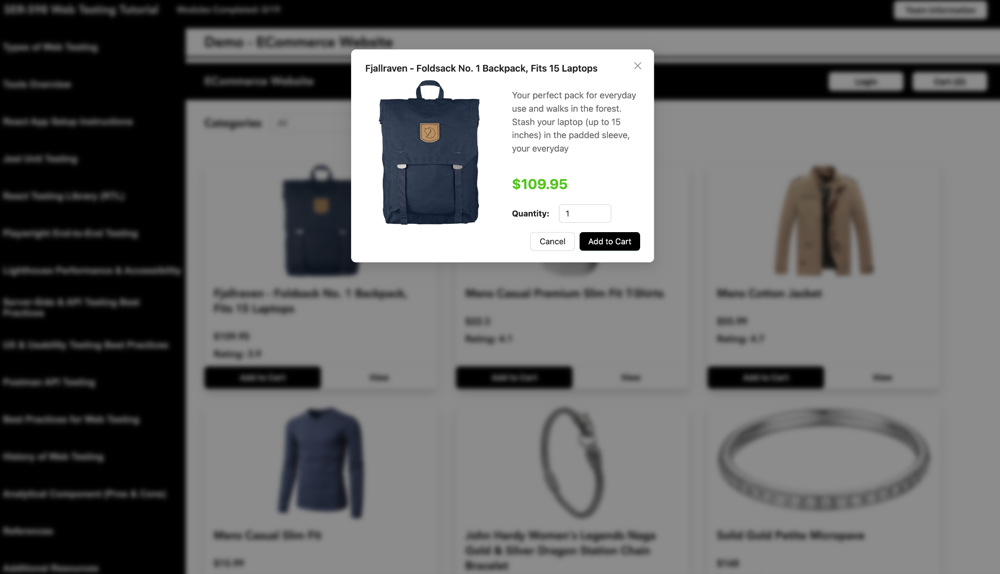 SER-598 Web Testing Tutorial
Modules Completed:
Team Information
Types of Web Testing
Tools Overview
React App Setup Instructions
Jest Unit Testing
React Testing Library (RTL)
Playwright End-to-End Testing
Lighthouse Performance & Accessibility
Server-Side & API Testing Best
Practices
UX & Usability Testing Best Practices
Postman API Testing
Best Practices for Web Testing
History of Web Testing
Analytical Component (Pros & Cons)
References
Additional Resources
Demo - ECommerce Website
ECommerce Website
Login
Cart (0)
Categories
All
Fjallraven - Foldsack No. 1 Backpack, Fits 15 Laptops
Your perfect pack for everyday
use and walks in the forest.
Stash your laptop (up to 15
inches) in the padded sleeve,
your everyday
$109.95
Quantity:
1
Cancel
Add to Cart
Fjallraven - Foldsack No. 1 Backpack,
Fits 15 Laptops
$109.95
Rating: 3.9
Add to Cart
View
Mens Casual Premium Slim Fit T-Shirts
$22.3
Rating: 4.1
Add to Cart
View
Mens Cotton Jacket
$55.99
Rating: 4.7
Add to Cart
View
Mens Casual Slim Fit
$15.99
John Hardy Women's Legends Naga
Gold & Silver Dragon Station Chain
Bracelet
Solid Gold Petite Micropave
$168